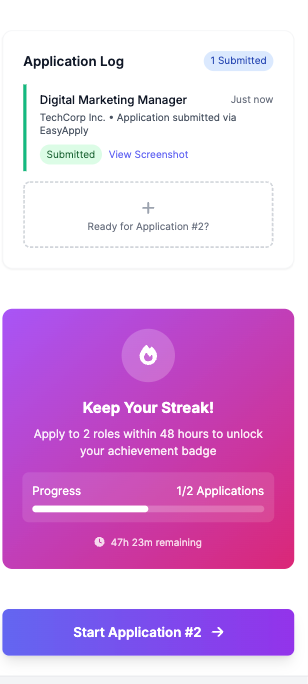 Application Log
1 Submitted
Digital Marketing Manager
Just now
TechCorp Inc. • Application submitted via
EasyApply
Submitted
View Screenshot
Ready for Application #2?
Keep Your Streak!
Apply to 2 roles within 48 hours to unlock
your achievement badge
Progress
1/2 Applications
47h 23m remaining
Start Application #2 →